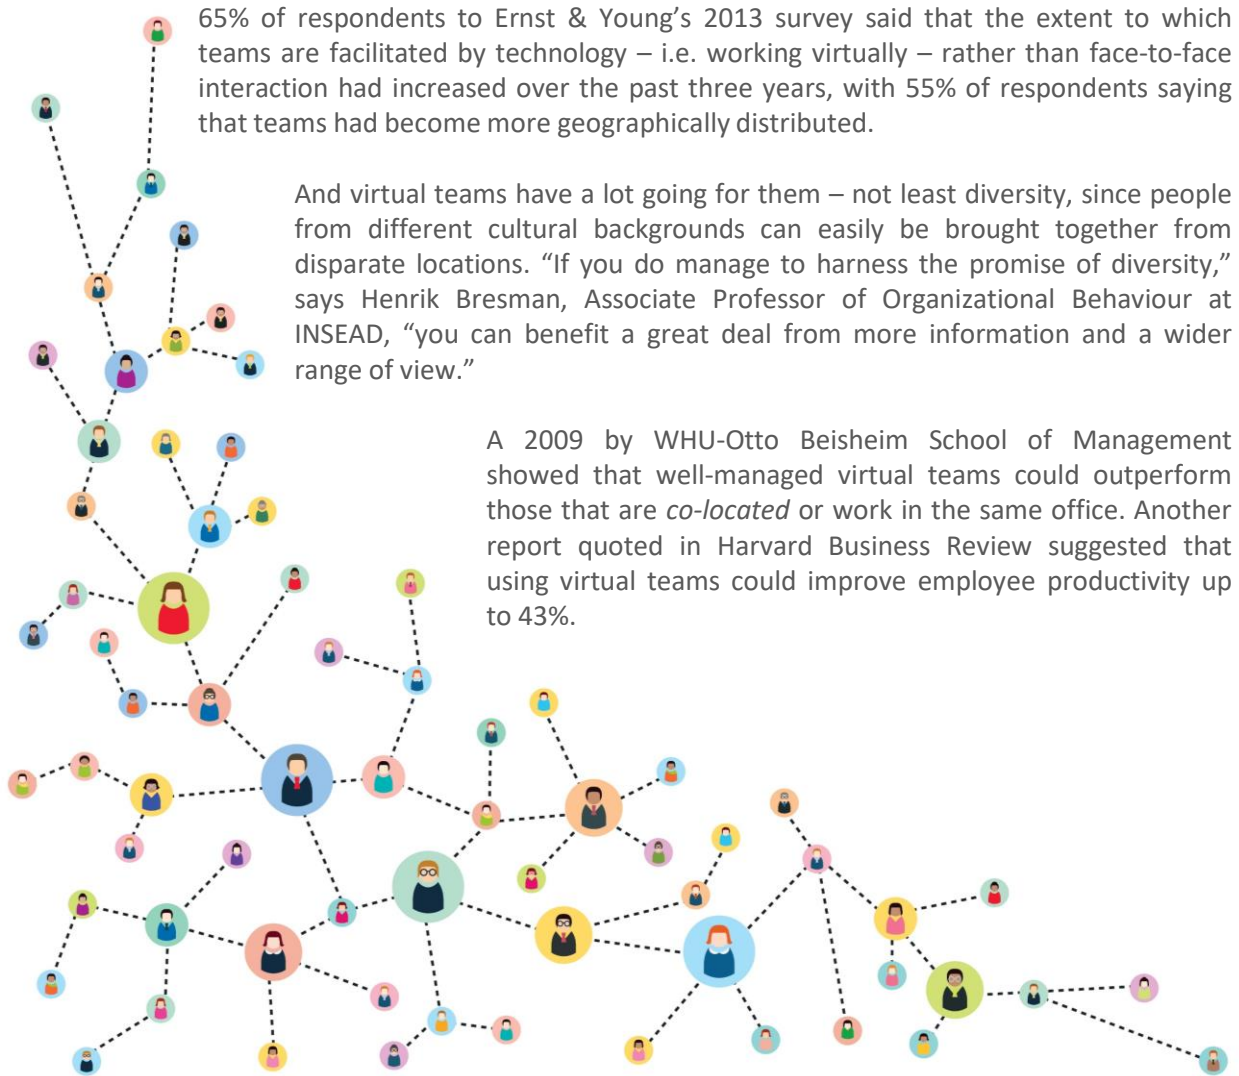 65% of respondents to Ernst & Young’s 2013 survey said that the extent to which
teams are facilitated by technology – i.e. working virtually – rather than face-to-face
interaction had increased over the past three years, with 55% of respondents saying
that teams had become more geographically distributed.
And virtual teams have a lot going for them – not least diversity, since people
from different cultural backgrounds can easily be brought together from
disparate locations. “If you do manage to harness the promise of diversity,”
says Henrik Bresman, Associate Professor of Organizational Behaviour at
INSEAD, “you can benefit a great deal from more information and a wider
range of view.”
A 2009 by WHU-Otto Beisheim School of Management
showed that well-managed virtual teams could outperform
those that are co-located or work in the same office. Another
report quoted in Harvard Business Review suggested that
using virtual teams could improve employee productivity up
to 43%.